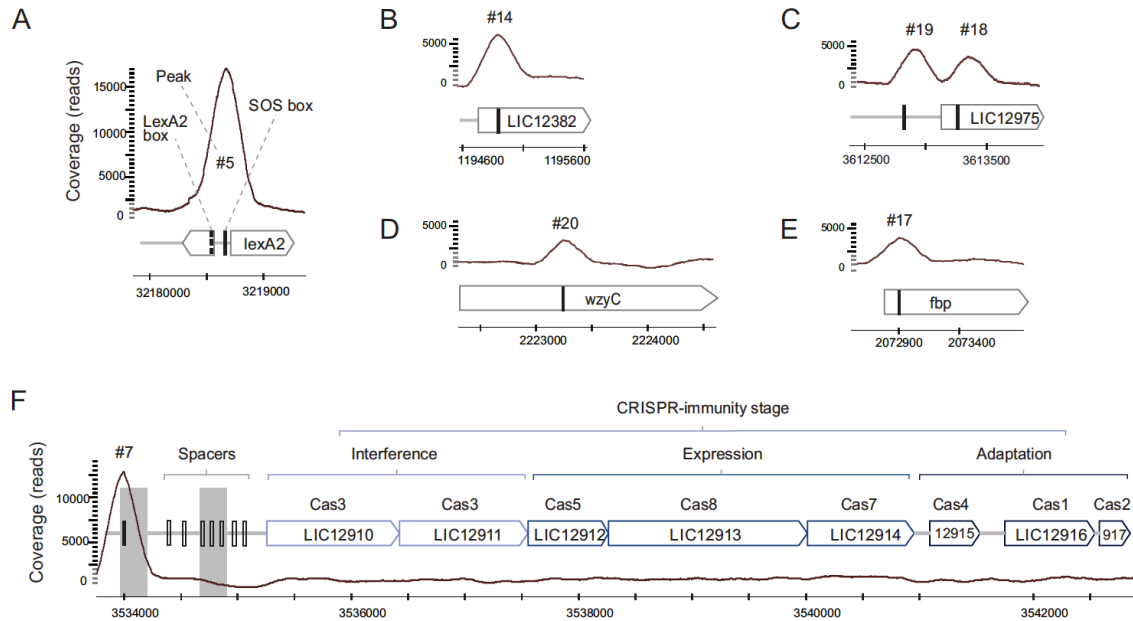 A
Coverage (reads)
15000
10000
5000
0
Peak
LexA2
box
SOS box
#5
lexA2
32180000
3219000
B
#14
5000
0
LIC12382
1194600
1195600
C
#19
#18
5000
0
LIC12975
3612500
3613500
D
#20
5000
0
wzyC
2223000
2224000
E
#17
5000
0
fbp
2072900
2073400
F
CRISPR-immunity stage
#7
Spacers
Interference
Expression
Adaptation
Coverage (reads)
10000
5000
0
Cas3
Cas3
Cas5
Cas8
Cas7
Cas4
Cas1
Cas2
LIC12910
LIC12911
LIC12912
LIC12913
LIC12914
12915
LIC12916
917
3534000
3536000
3538000
3540000
3542000